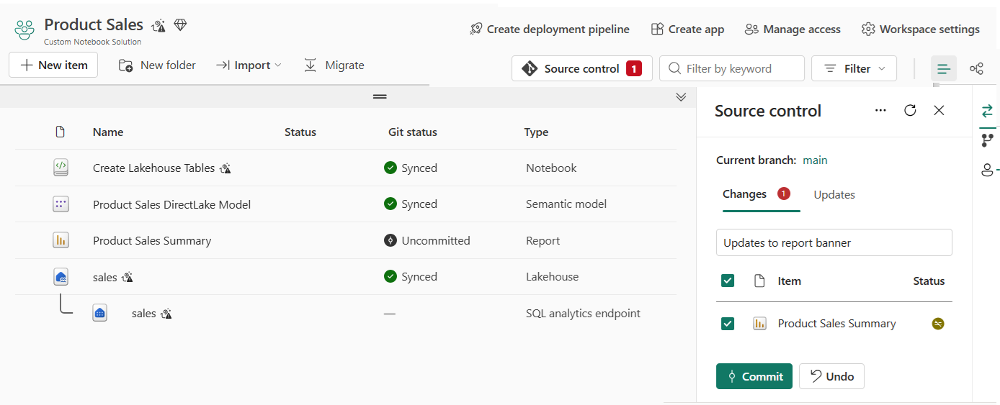 Product Sales
Custom Notebook Solution
Create deployment pipeline
Create app
Manage access
Workspace settings
New item
New folder
Import
Migrate
Source control 1
Filter by keyword
Filter
Name Status Git status Type
Create Lakehouse Tables Synced Notebook
Product Sales DirectLake Model Synced Semantic model
Product Sales Summary Uncommitted Report
sales Synced Lakehouse
sales — SQL analytics endpoint
Source control
Current branch: main
Changes 1 Updates
Updates to report banner
Item Status
Product Sales Summary
Commit Undo